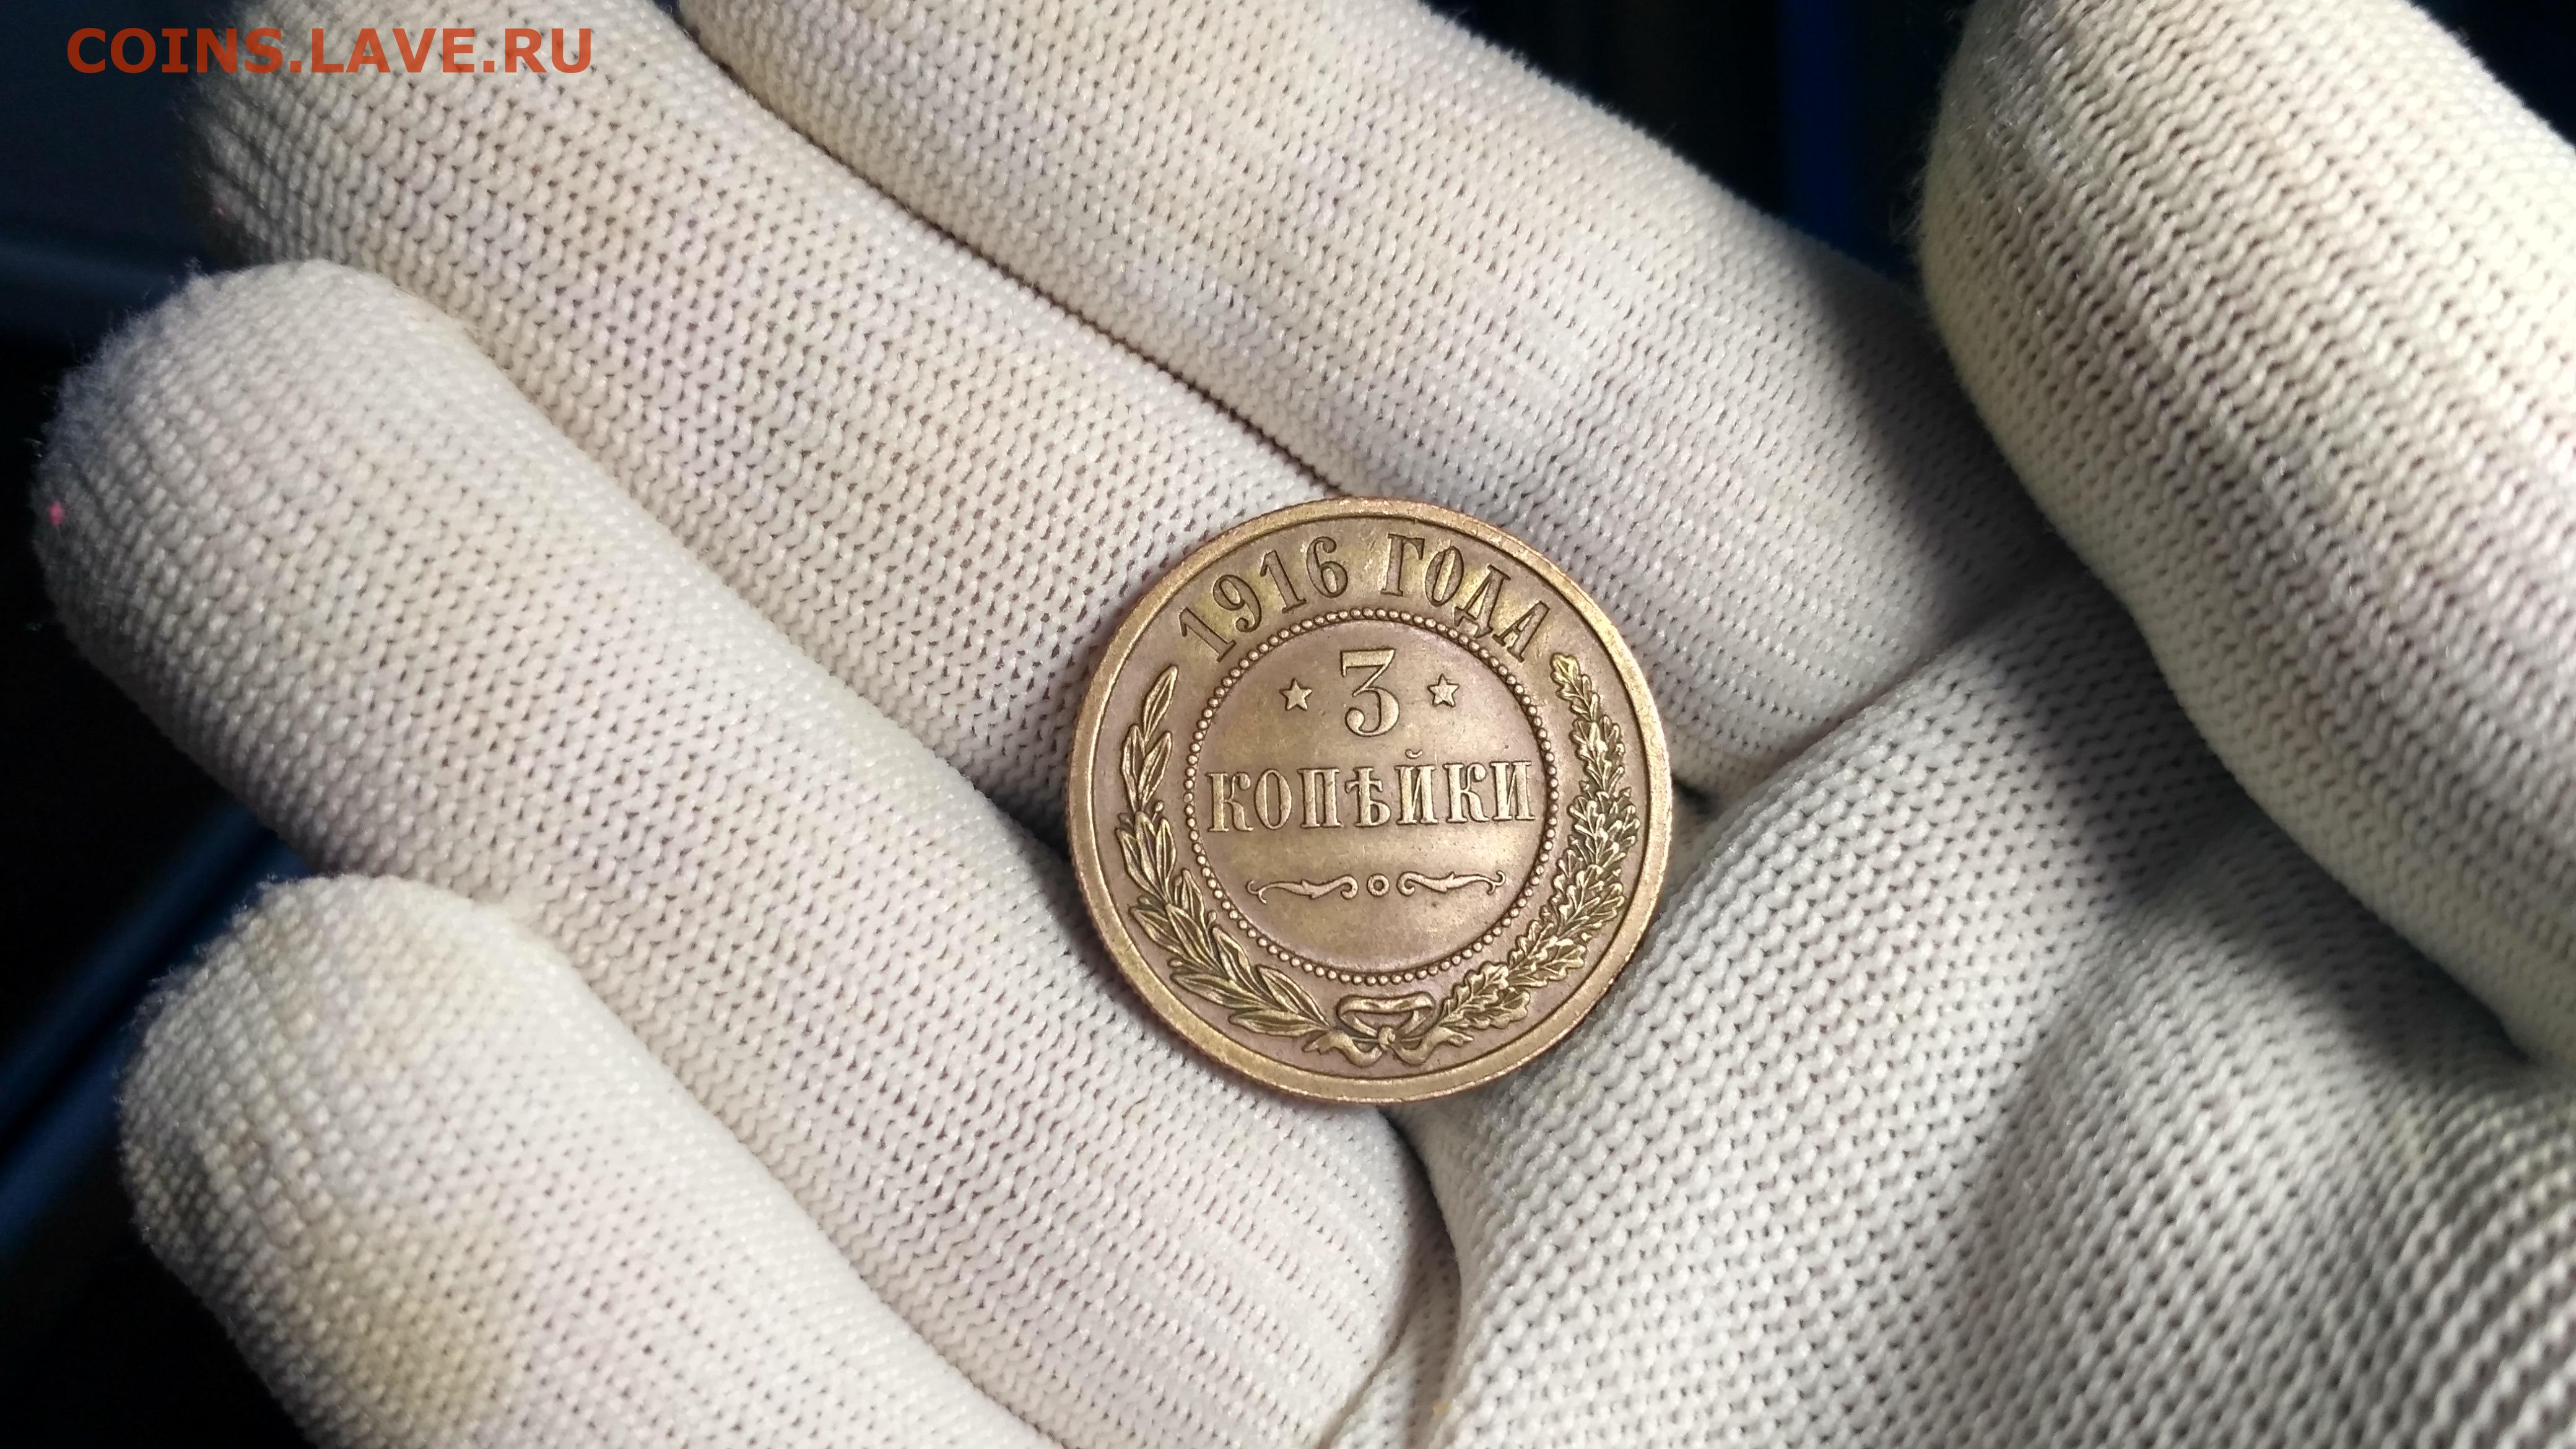 COINS.LAVE.RU
1916 ГОДА
3
КОПѢЙКИ